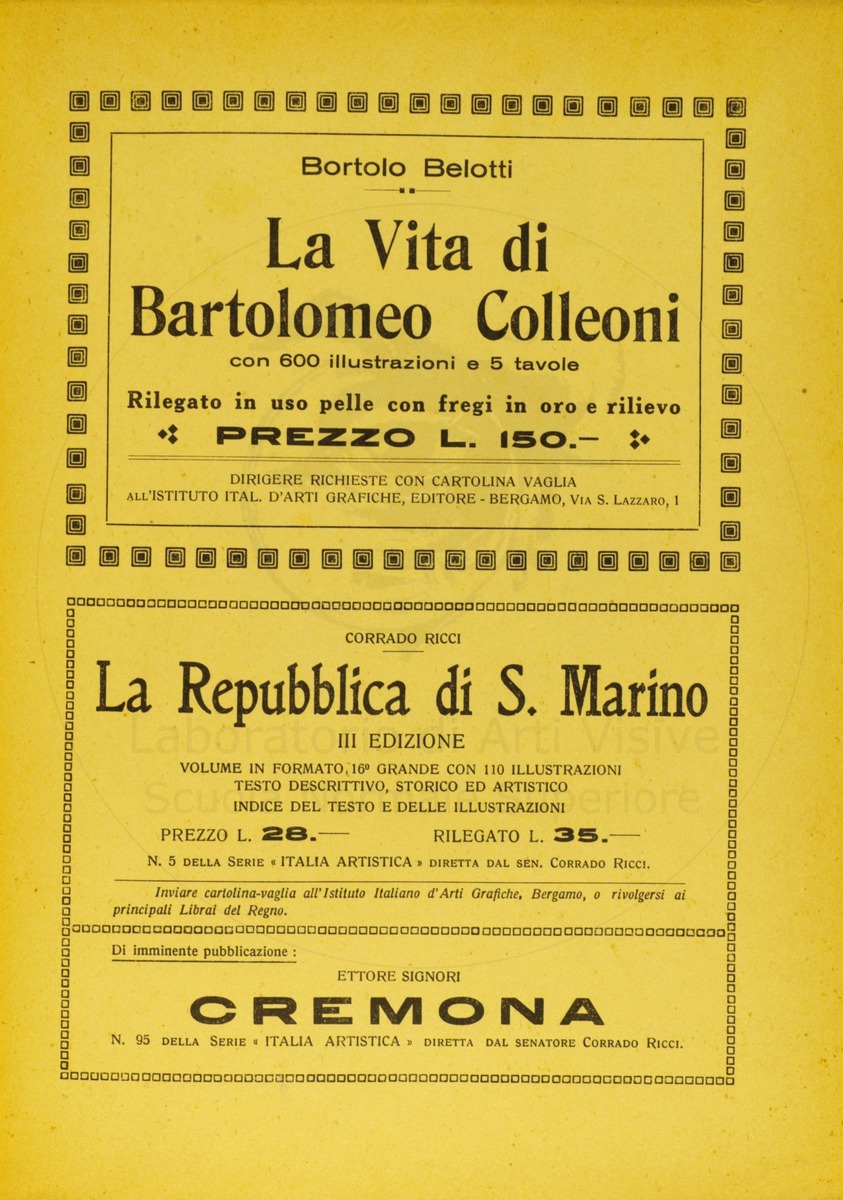 Bortolo Belotti
La Vita di
Bartolomeo Colleoni
con 600 illustrazioni e 5 tavole
Rilegato in uso pelle con fregi in oro e rilievo
PREZZO L. 150.—
DIRIGERE RICHIESTE CON CARTOLINA VAGLIA
ALL'ISTITUTO ITAL. D'ARTI GRAFICHE, EDITORE - BERGAMO, VIA S. LAZZARO, 1
CORRADO RICCI
La Repubblica di S. Marino
III EDIZIONE
VOLUME IN FORMATO, 16º GRANDE CON 110 ILLUSTRAZIONI
TESTO DESCRITTIVO, STORICO ED ARTISTICO
INDICE DEL TESTO E DELLE ILLUSTRAZIONI
PREZZO L. 28.— RILEGATO L. 35.—
N. 5 DELLA SERIE « ITALIA ARTISTICA » DIRETTA DAL SEN. CORRADO RICCI.
Inviare cartolina-vaglia all'Istituto Italiano d'Arti Grafiche, Bergamo, o rivolgersi ai
principali Librai del Regno.
Di imminente pubblicazione :
ETTORE SIGNORI
CREMONA
N. 95 DELLA SERIE « ITALIA ARTISTICA » DIRETTA DAL SENATORE CORRADO RICCI.